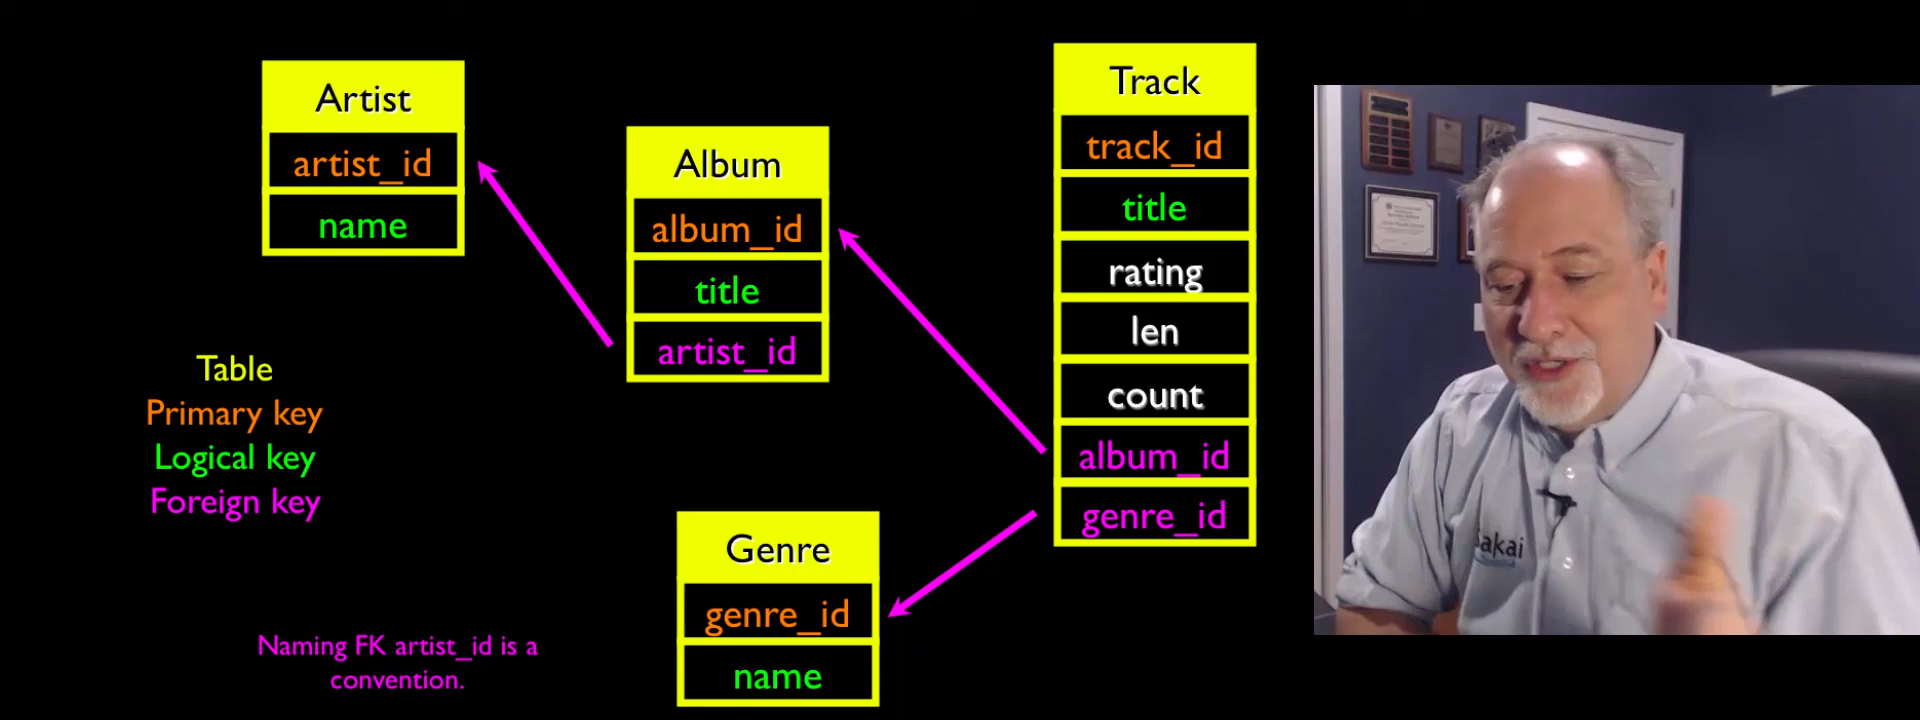 Artist
artist_id
name
Album
album_id
title
artist_id
Track
track_id
title
rating
len
count
album_id
genre_id
Genre
genre_id
name
Table
Primary key
Logical key
Foreign key
Naming FK artist_id is a
convention.